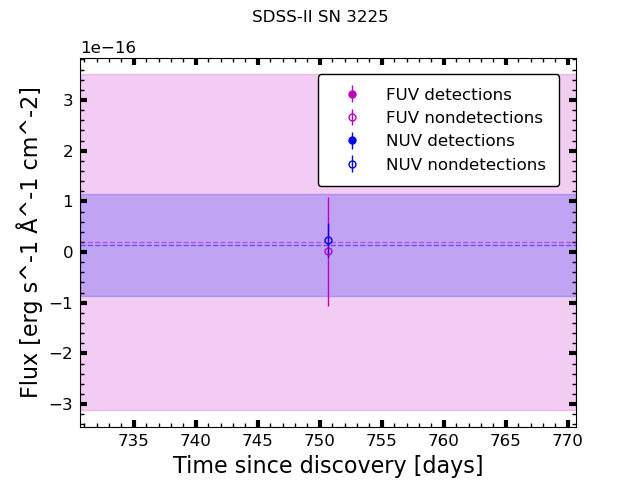 SDSS-II SN 3225
1e−16
FUV detections
FUV nondetections
NUV detections
NUV nondetections
3
2
1
0
−1
−2
−3
Flux [erg s^-1 Å^-1 cm^-2]
735 740 745 750 755 760 765 770
Time since discovery [days]